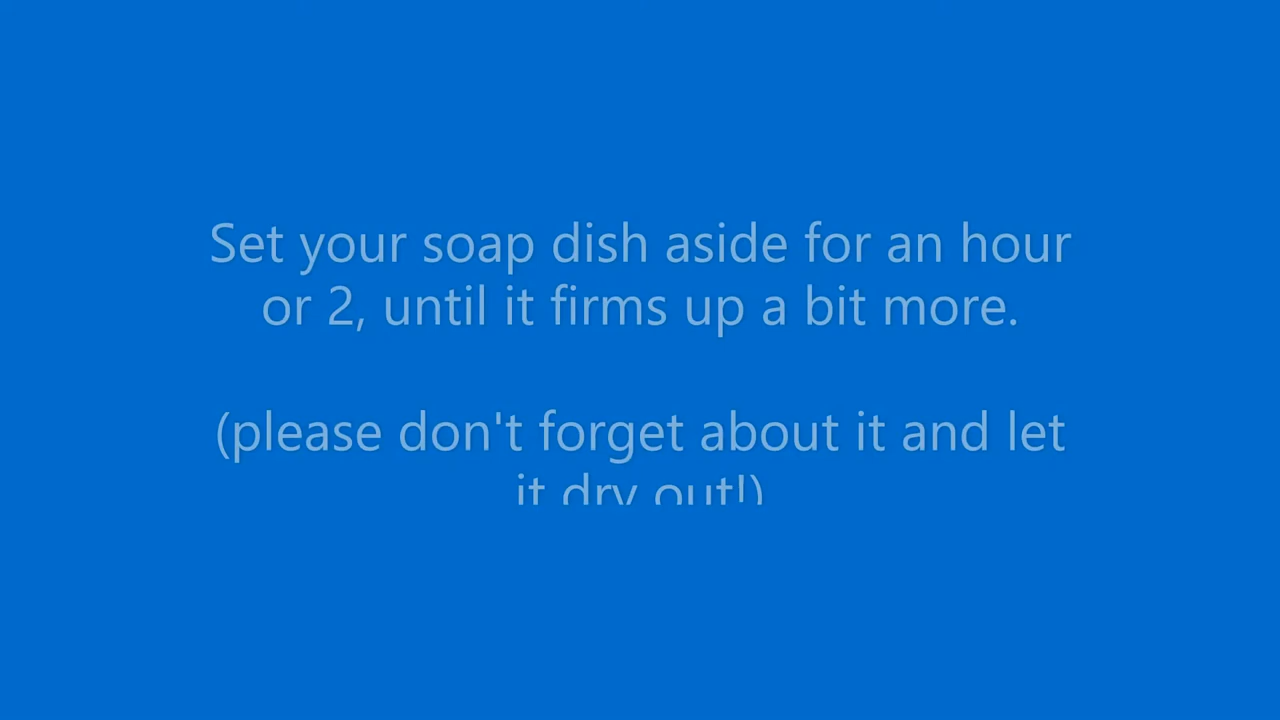 Set your soap dish aside for an hour
or 2, until it firms up a bit more.
(please don't forget about it and let
it dry out!)